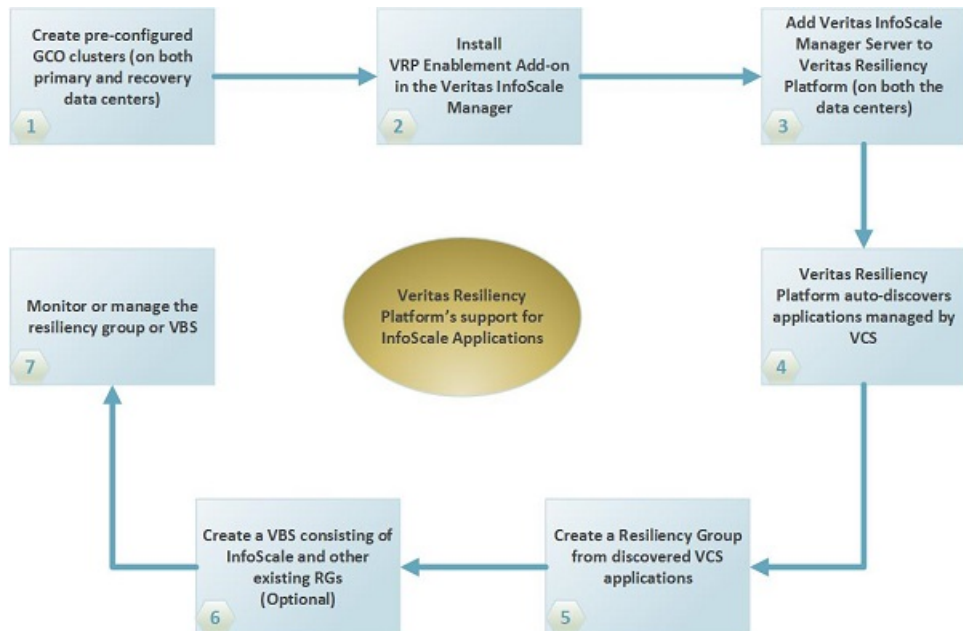 Create pre-configured
GCO clusters (on both
primary and recovery
data centers)
1
Install
VRP Enablement Add-on
in the Veritas InfoScale
Manager
2
Add Veritas InfoScale
Manager Server to
Veritas Resiliency
Platform (on both the
data centers)
3
Veritas Resiliency
Platform auto-discovers
applications managed by
VCS
4
Create a Resiliency Group
from discovered VCS
applications
5
Create a VBS consisting of
InfoScale and other
existing RGs
(Optional)
6
Monitor or manage the
resiliency group or VBS
7
Veritas Resiliency
Platform's support for
InfoScale Applications